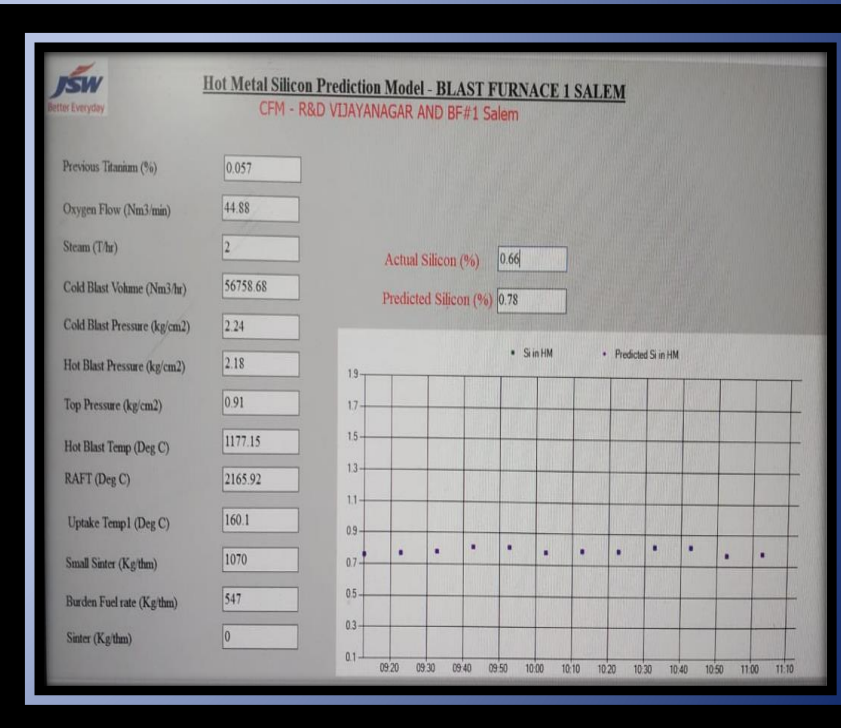 JSW
Better Everyday
Hot Metal Silicon Prediction Model - BLAST FURNACE 1 SALEM
CFM - R&D VIJAYANAGAR AND BF#1 Salem
Previous Titanium (%) 0.057
Oxygen Flow (Nm3/min) 44.88
Steam (T/hr) 2
Cold Blast Volume (Nm3/hr) 56758.68
Cold Blast Pressure (kg/cm2) 2.24
Hot Blast Pressure (kg/cm2) 2.18
Top Pressure (kg/cm2) 0.91
Hot Blast Temp (Deg C) 1177.15
RAFT (Deg C) 2165.92
Uptake Temp1 (Deg C) 160.1
Small Sinter (Kg/thm) 1070
Burden Fuel rate (Kg/thm) 547
Sinter (Kg/thm) 0
Actual Silicon (%) 0.66
Predicted Silicon (%) 0.78
Si in HM Predicted Si in HM
1.9
1.7
1.5
1.3
1.1
0.9
0.7
0.5
0.3
0.1
09:20 09:30 09:40 09:50 10:00 10:10 10:20 10:30 10:40 10:50 11:00 11:10